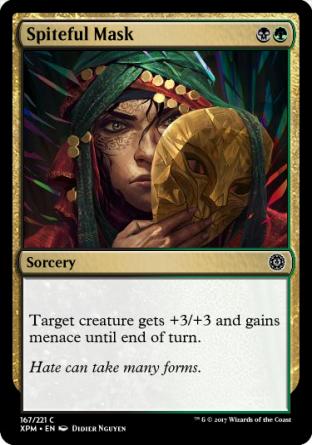 Spiteful Mask
Sorcery
Target creature gets +3/+3 and gains
menace until end of turn.
Hate can take many forms.
167/221 C
XPM • EN Didier Nguyen
™ & © 2017 Wizards of the Coast